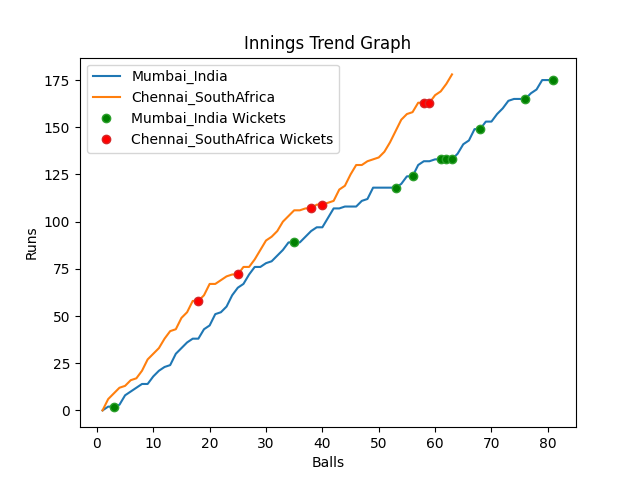 Innings Trend Graph
Mumbai_India
Chennai_SouthAfrica
Mumbai_India Wickets
Chennai_SouthAfrica Wickets
175
150
125
100
75
50
25
0
Runs
0 10 20 30 40 50 60 70 80
Balls